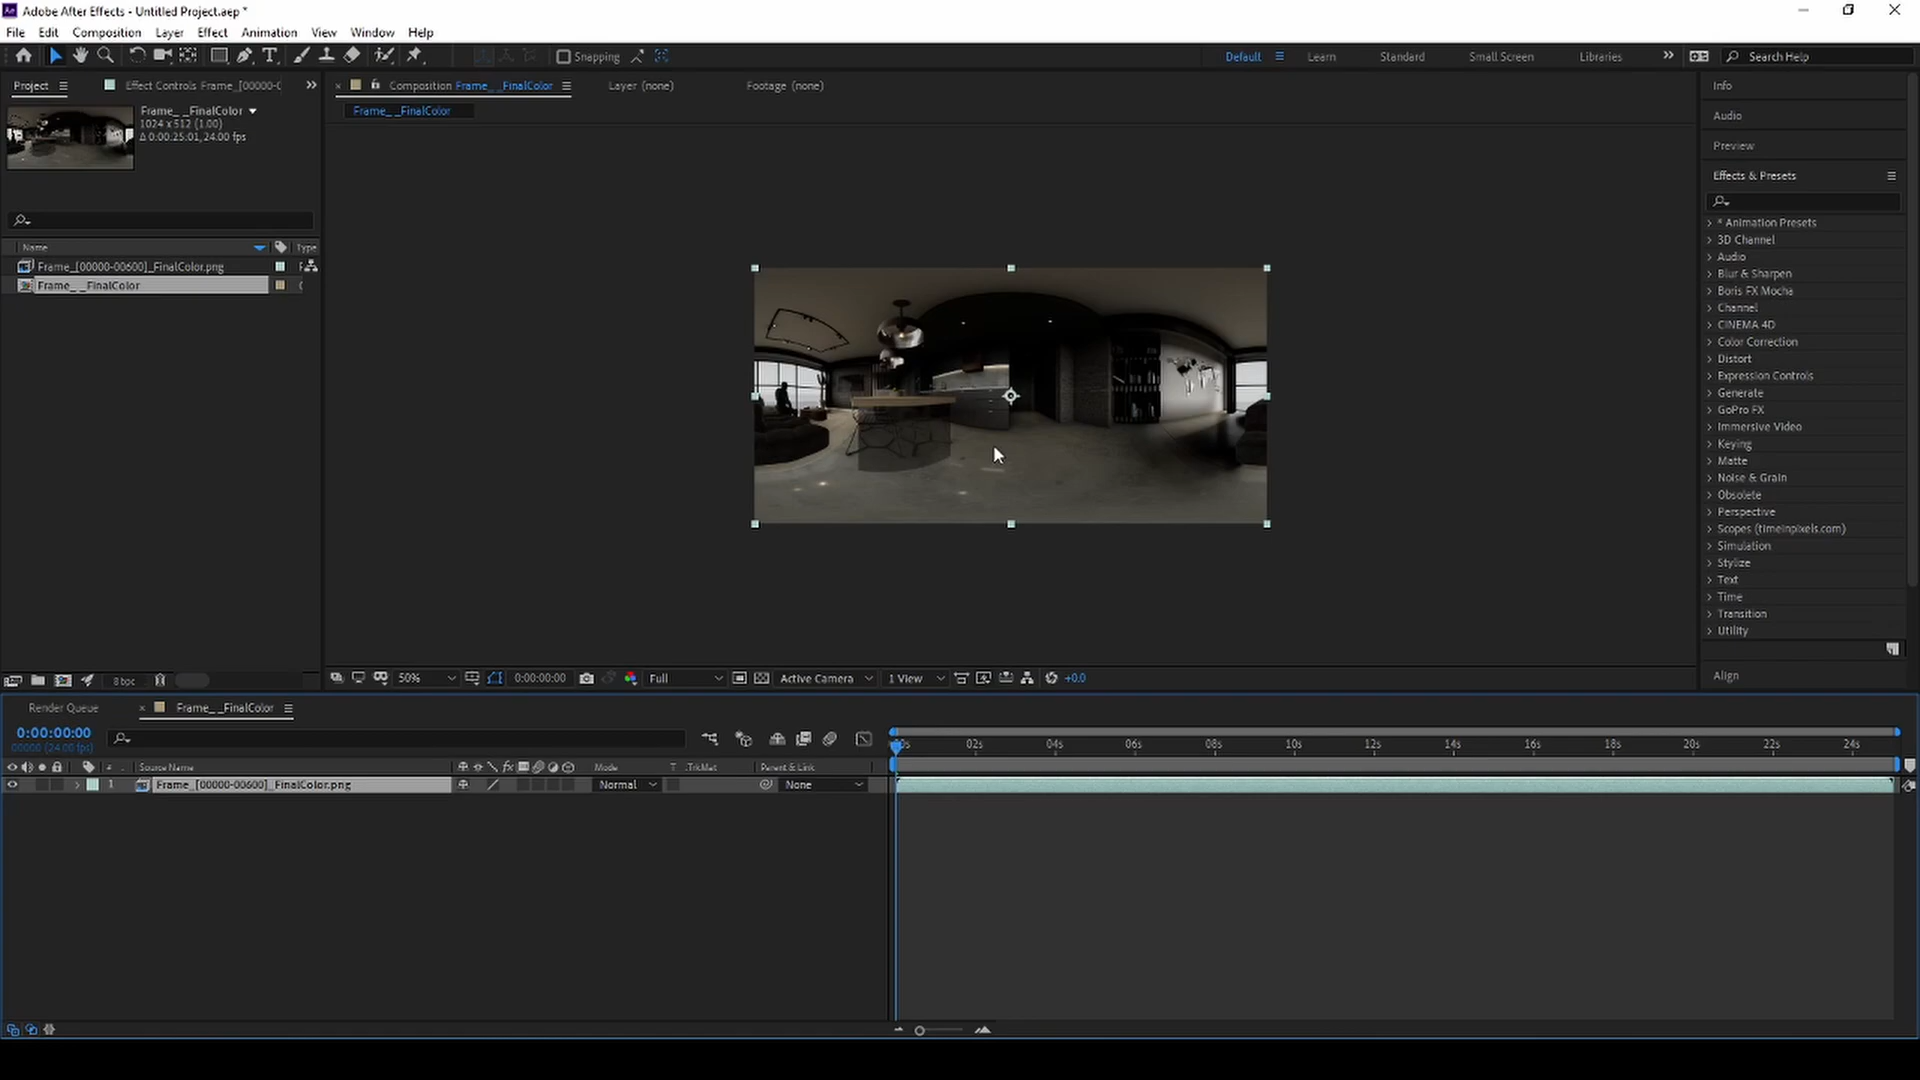 Adobe After Effects - Untitled Project.aep *
File Edit Composition Layer Effect Animation View Window Help
Snapping
Default Learn Standard Small Screen Libraries Search Help
Project Effect Controls Frame_[00000-0
Composition Frame_ _FinalColor Layer (none) Footage (none)
Frame_ _FinalColor
Frame_ _FinalColor
1024 x 512 (1.00)
Δ 0:00:25:01, 24.00 fps
Name Type
Frame_[00000-00600]_FinalColor.png
Frame_ _FinalColor
Info
Audio
Preview
Effects & Presets
* Animation Presets
3D Channel
Audio
Blur & Sharpen
Boris FX Mocha
Channel
CINEMA 4D
Color Correction
Distort
Expression Controls
Generate
GoPro FX
Immersive Video
Keying
Matte
Noise & Grain
Obsolete
Perspective
Scopes (timeinpixels.com)
Simulation
Stylize
Text
Time
Transition
Utility
Align
8 bpc
50% 0:00:00:00 Full Active Camera 1 View +0.0
Render Queue Frame_ _FinalColor
0:00:00:00
00000 (24.00 fps)
02s 04s 06s 08s 10s 12s 14s 16s 18s 20s 22s 24s
# Source Name Mode T .TrkMat Parent & Link
1 Frame_[00000-00600]_FinalColor.png Normal None